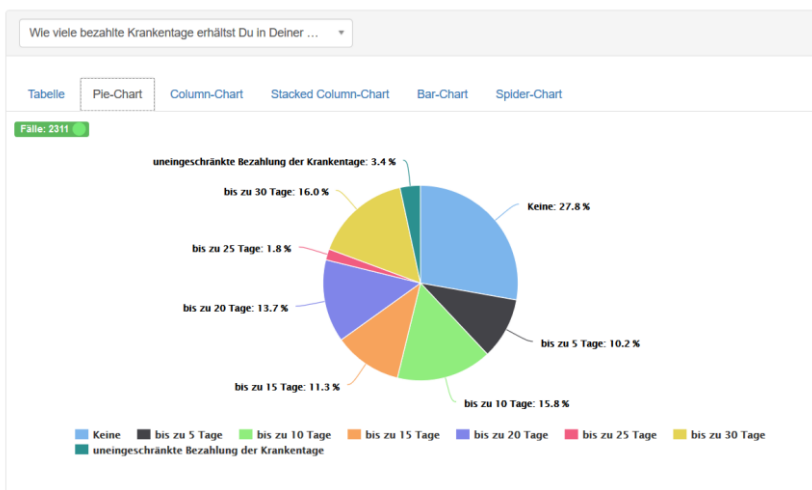 Wie viele bezahlte Krankentage erhältst Du in Deiner …
Tabelle Pie-Chart Column-Chart Stacked Column-Chart Bar-Chart Spider-Chart
Fälle: 2311
uneingeschränkte Bezahlung der Krankentage: 3.4 %
bis zu 30 Tage: 16.0 %
Keine: 27.8 %
bis zu 25 Tage: 1.8 %
bis zu 20 Tage: 13.7 %
bis zu 5 Tage: 10.2 %
bis zu 15 Tage: 11.3 %
bis zu 10 Tage: 15.8 %
Keine bis zu 5 Tage bis zu 10 Tage bis zu 15 Tage bis zu 20 Tage bis zu 25 Tage bis zu 30 Tage
uneingeschränkte Bezahlung der Krankentage